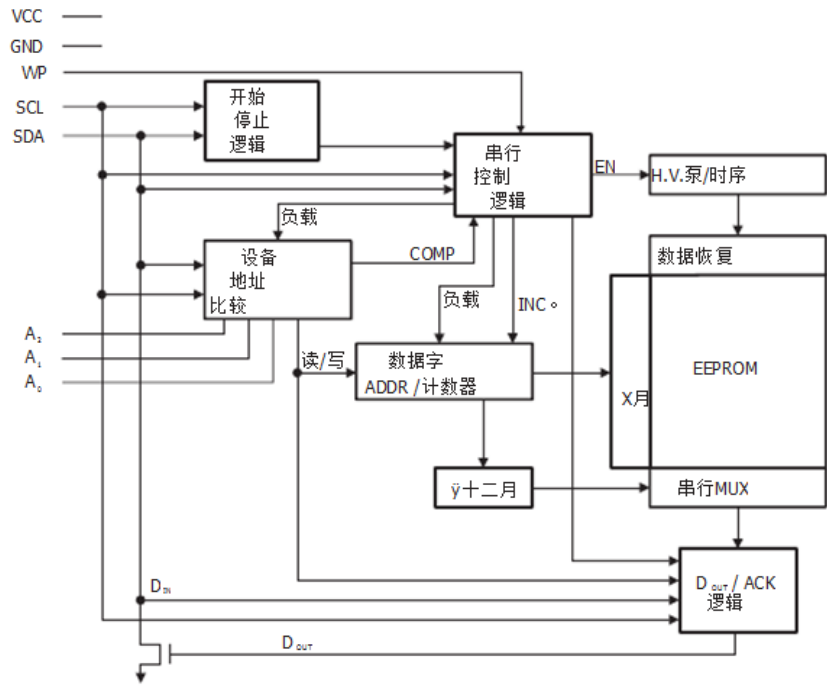 VCC
GND
WP
SCL
SDA
开始
停止
逻辑
串行
控制
逻辑
EN
H.V.泵/时序
负载
设备
地址
比较
COMP
数据恢复
负载
INC。
A₂
A₁
A₀
读/写
数据字
ADDR /计数器
X月
EEPROM
ÿ十二月
串行MUX
D IN
D OUT / ACK
逻辑
D OUT